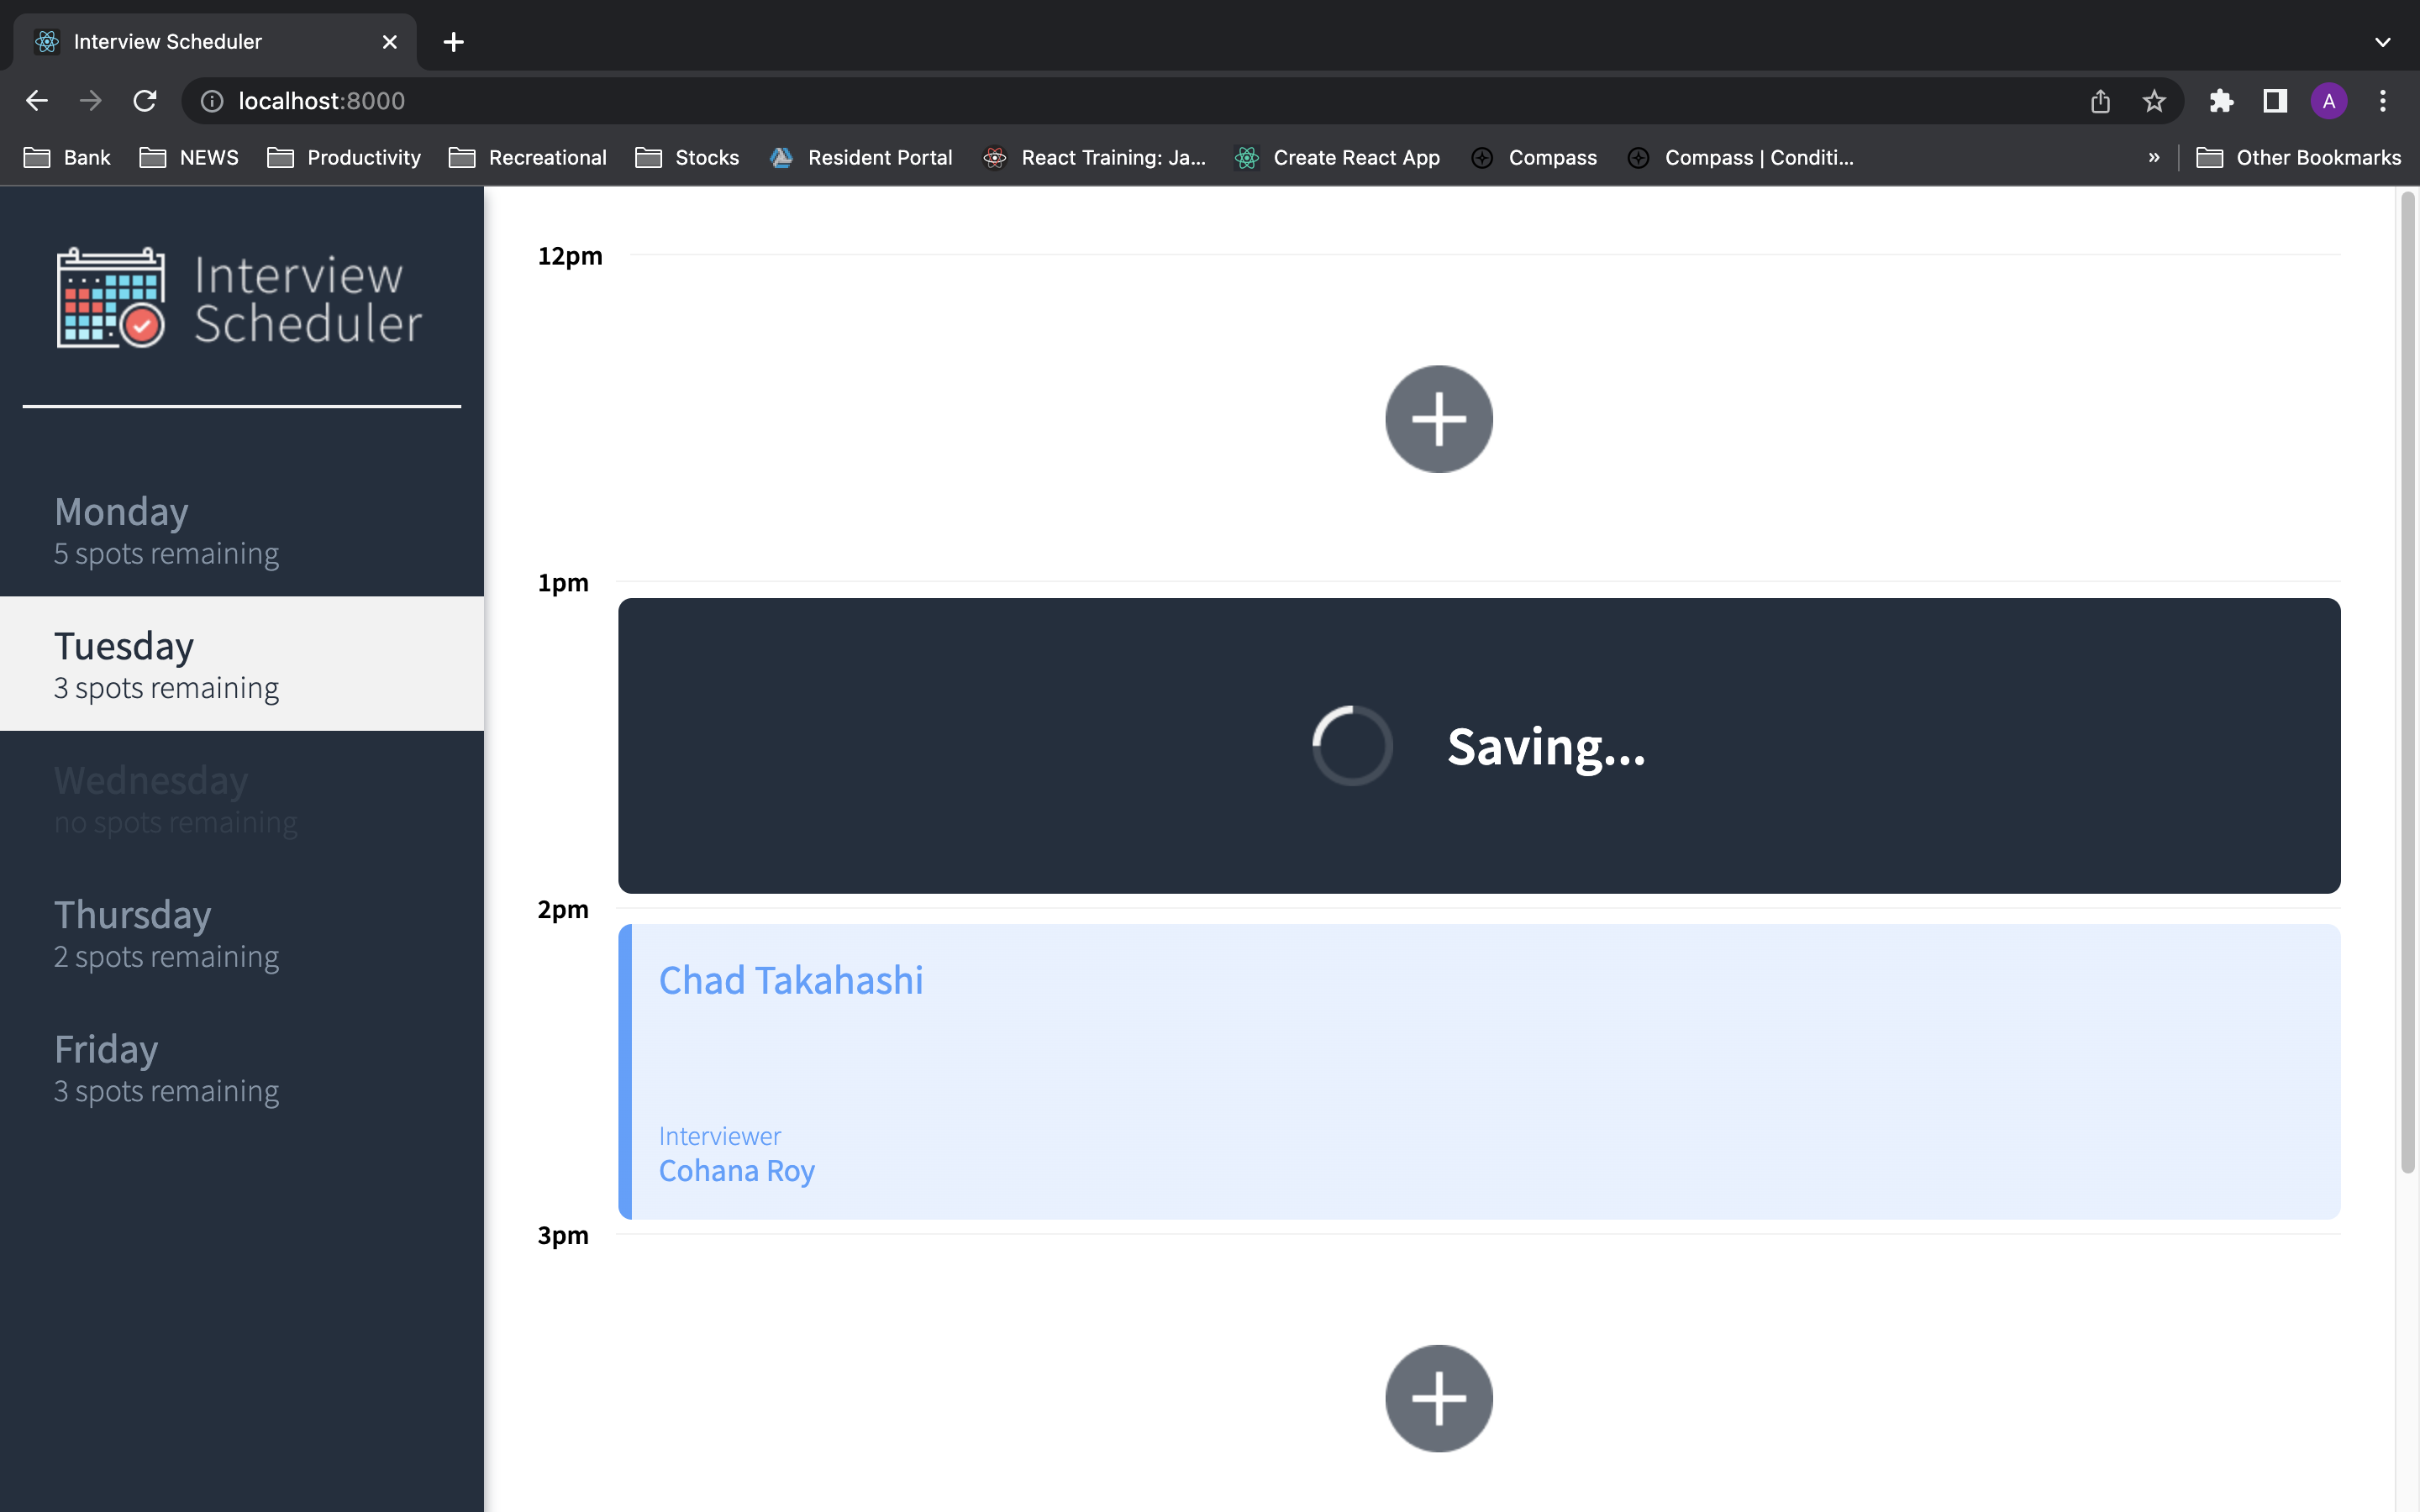 Interview Scheduler
localhost:8000
A
Bank NEWS Productivity Recreational Stocks Resident Portal React Training: Ja... Create React App Compass Compass | Conditi... » Other Bookmarks
Interview
Scheduler
Monday
5 spots remaining
Tuesday
3 spots remaining
Wednesday
no spots remaining
Thursday
2 spots remaining
Friday
3 spots remaining
12pm
1pm
Saving...
2pm
Chad Takahashi
Interviewer
Cohana Roy
3pm